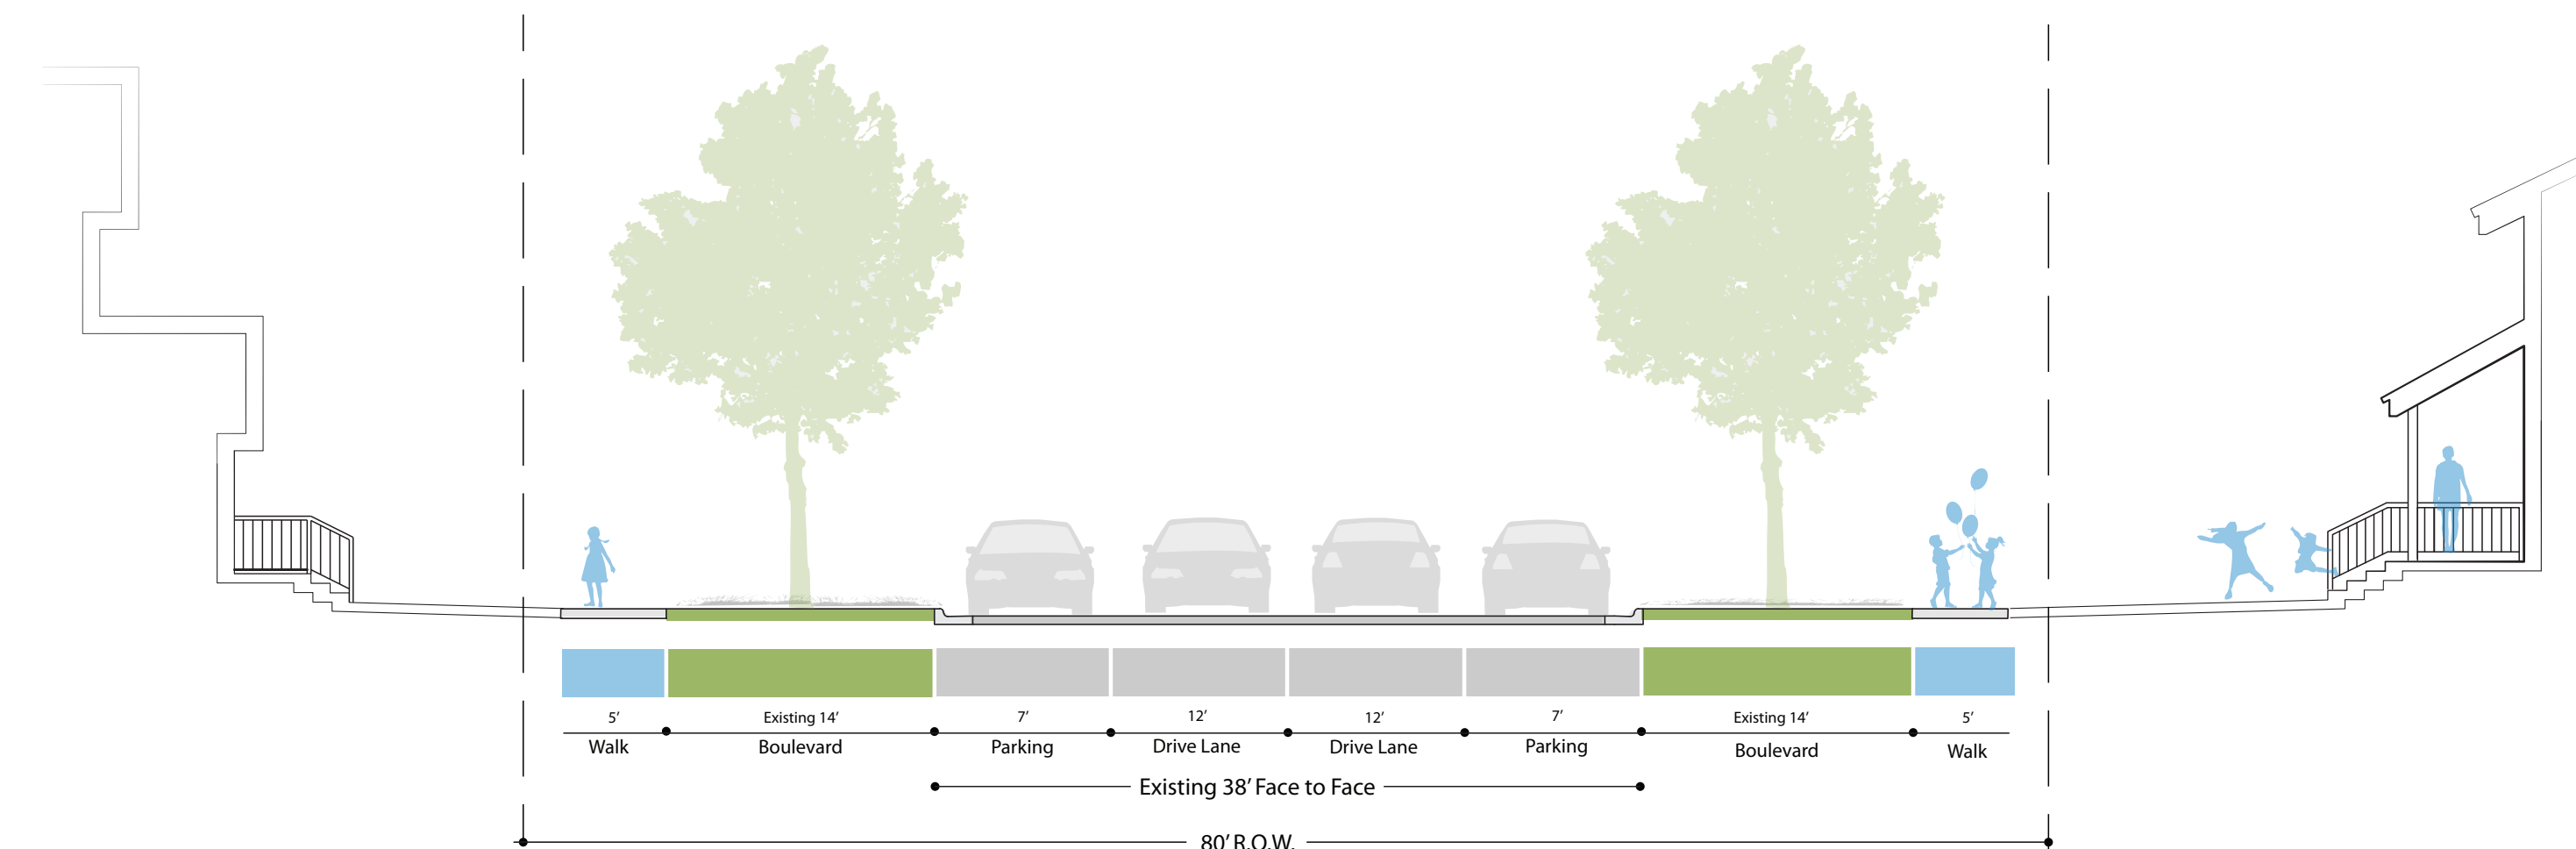 5’ Existing 14’ 7’ 12’ 12’ 7’ Existing 14’ 5’
Walk Boulevard Parking Drive Lane Drive Lane Parking Boulevard Walk
Existing 38’ Face to Face
80’ R.O.W.